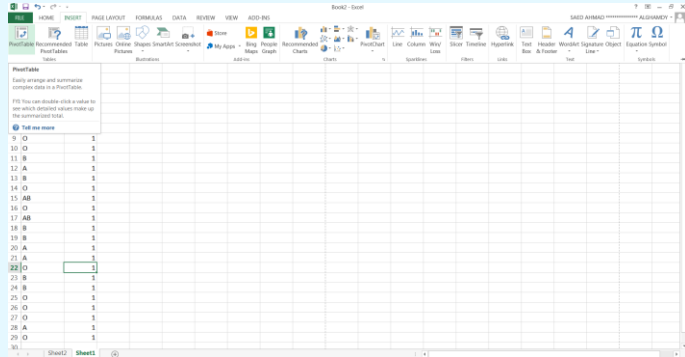 Book2 - Excel
FILE HOME INSERT PAGE LAYOUT FORMULAS DATA REVIEW VIEW ADD-INS
SAED AHMAD ************** ALGHAMDY
PivotTable Recommended PivotTables Table Pictures Online Pictures Shapes SmartArt Screenshot Store My Apps Bing Maps People Graph Recommended Charts PivotChart Line Column Win/Loss Slicer Timeline Hyperlink Text Box Header & Footer WordArt Signature Line Object Equation Symbol
Tables Illustrations Add-ins Charts Sparklines Filters Links Text Symbols
PivotTable
Easily arrange and summarize
complex data in a PivotTable.
FYI: You can double-click a value to
see which detailed values make up
the summarized total.
Tell me more
9 O 1
10 O 1
11 B 1
12 A 1
13 B 1
14 O 1
15 AB 1
16 O 1
17 AB 1
18 B 1
19 B 1
20 A 1
21 A 1
22 O 1
23 B 1
24 B 1
25 O 1
26 O 1
27 O 1
28 A 1
29 O 1
30
Sheet2 Sheet1